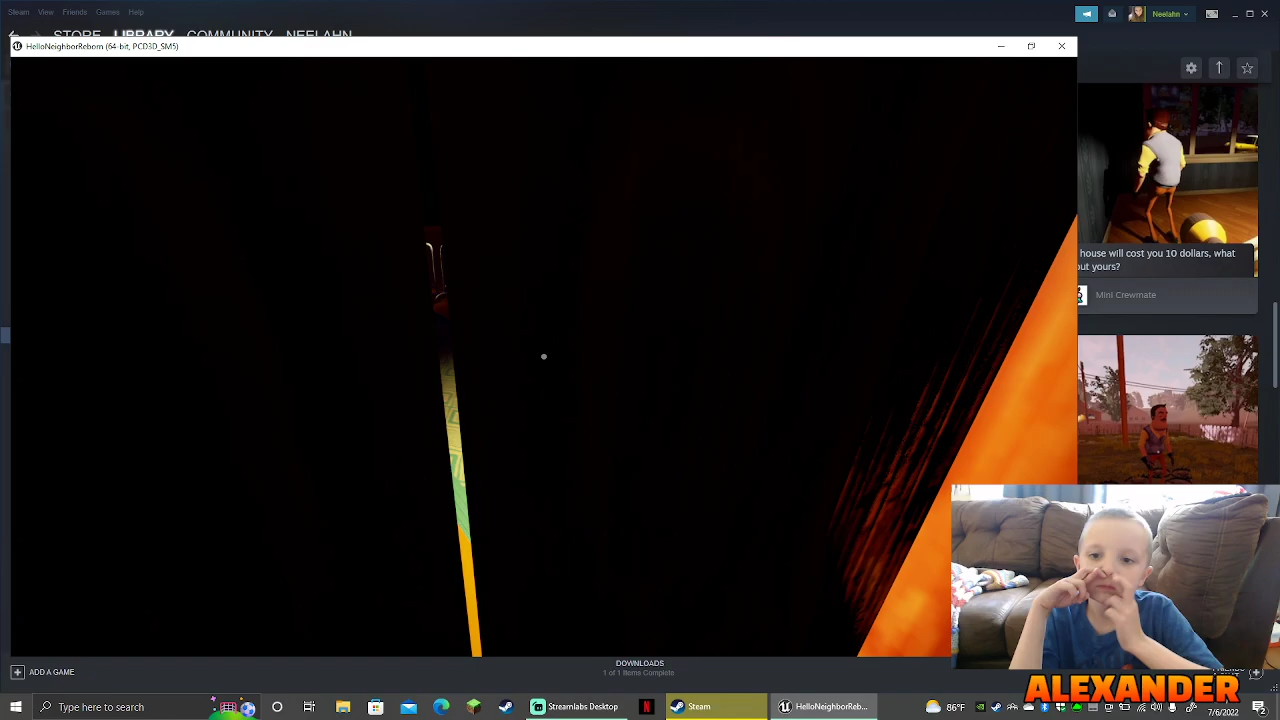 Steam View Friends Games Help
Neelahn
STORE LIBRARY COMMUNITY NEELAHN
HelloNeighborReborn (64-bit, PCD3D_SM5)
house will cost you 10 dollars, what
out yours?
Mini Crewmate
ADD A GAME
DOWNLOADS
1 of 1 Items Complete
ALEXANDER
Type here to search
Streamlabs Desktop
N
Steam
HelloNeighborReb...
86°F
7/6/2023